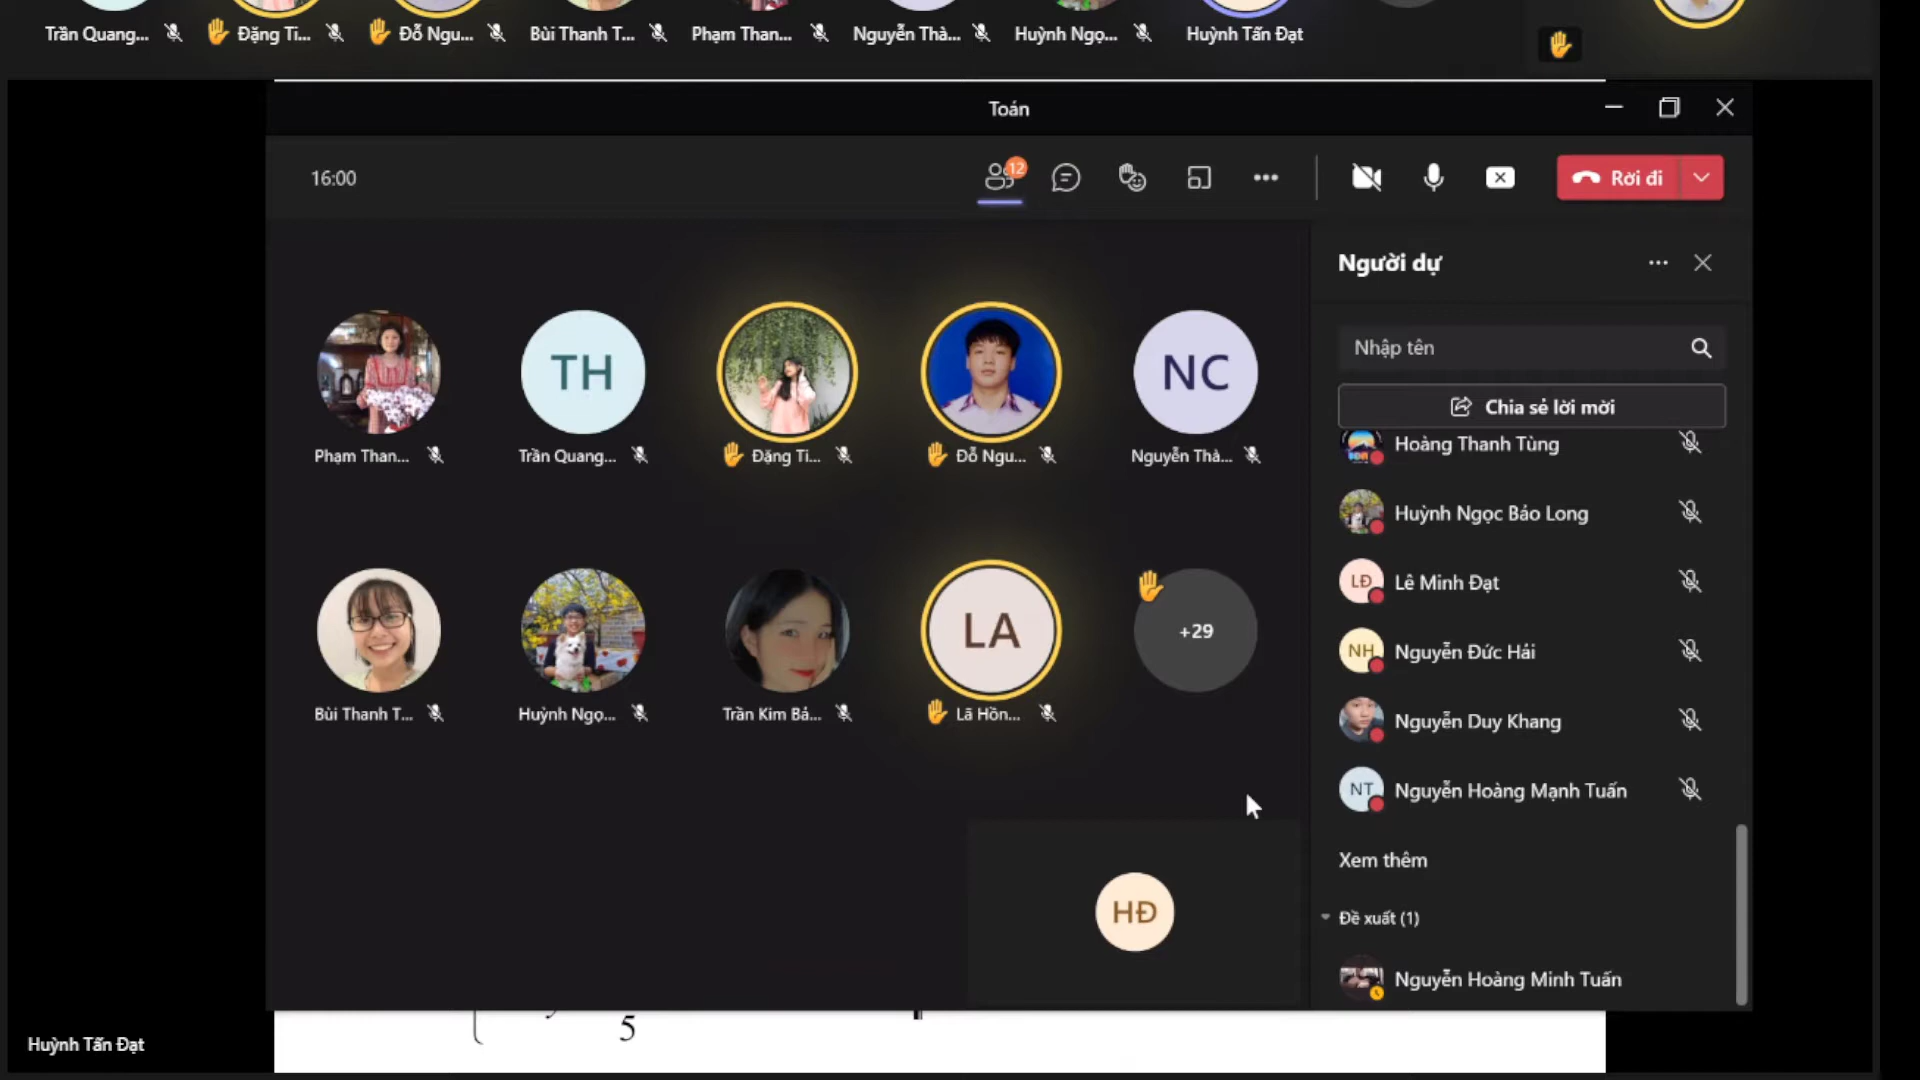 Trần Quang...
Đặng Ti...
Đỗ Ngu...
Bùi Thanh T...
Phạm Than...
Nguyễn Thà...
Huỳnh Ngọ...
Huỳnh Tấn Đạt
Toán
16:00
12
Rời đi
Người dự
Nhập tên
Chia sẻ lời mời
TH
NC
Phạm Than...
Trần Quang...
Đặng Ti...
Đỗ Ngu...
Nguyễn Thà...
LA
+29
Bùi Thanh T...
Huỳnh Ngọ...
Trần Kim Bả...
Lã Hồn...
HĐ
Hoàng Thanh Tùng
Huỳnh Ngọc Bảo Long
LĐ
Lê Minh Đạt
NH
Nguyễn Đức Hải
Nguyễn Duy Khang
NT
Nguyễn Hoàng Mạnh Tuấn
Xem thêm
Đề xuất (1)
Nguyễn Hoàng Minh Tuấn
5
Huỳnh Tấn Đạt